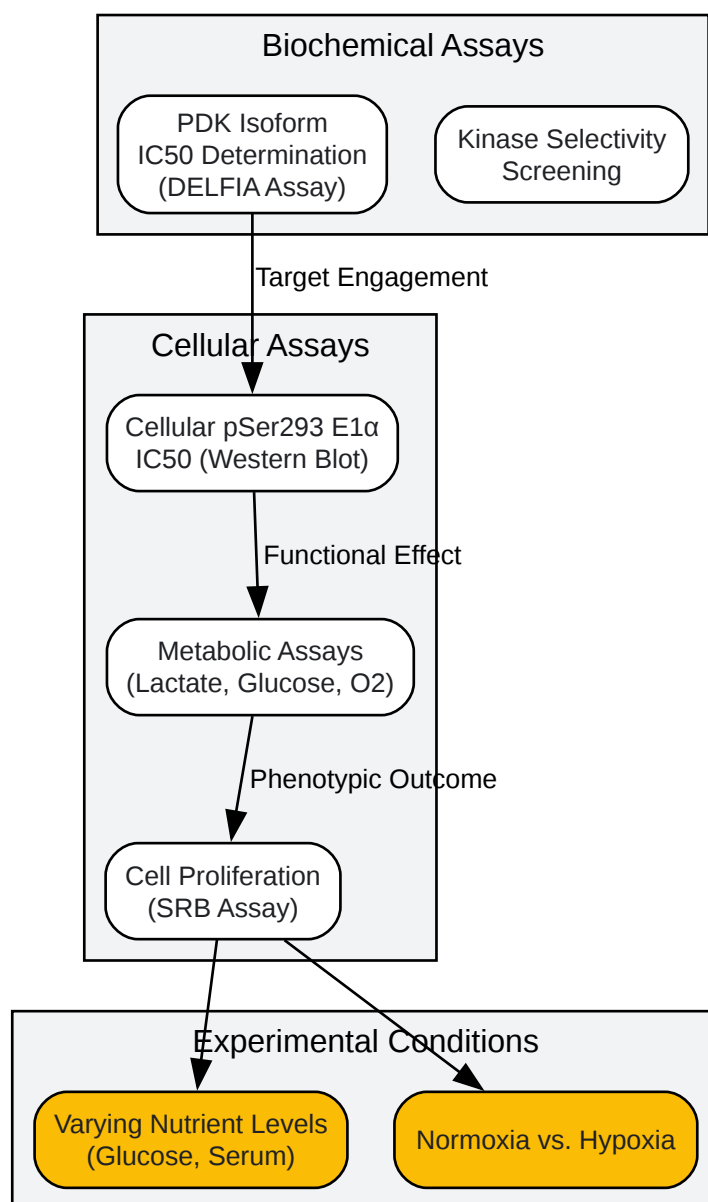 Biochemical Assays
PDK Isoform
IC50 Determination
(DELFIA Assay)
Kinase Selectivity
Screening
Target Engagement
Cellular Assays
Cellular pSer293 E1α
IC50 (Western Blot)
Functional Effect
Metabolic Assays
(Lactate, Glucose, O2)
Phenotypic Outcome
Cell Proliferation
(SRB Assay)
Experimental Conditions
Varying Nutrient Levels
(Glucose, Serum)
Normoxia vs. Hypoxia